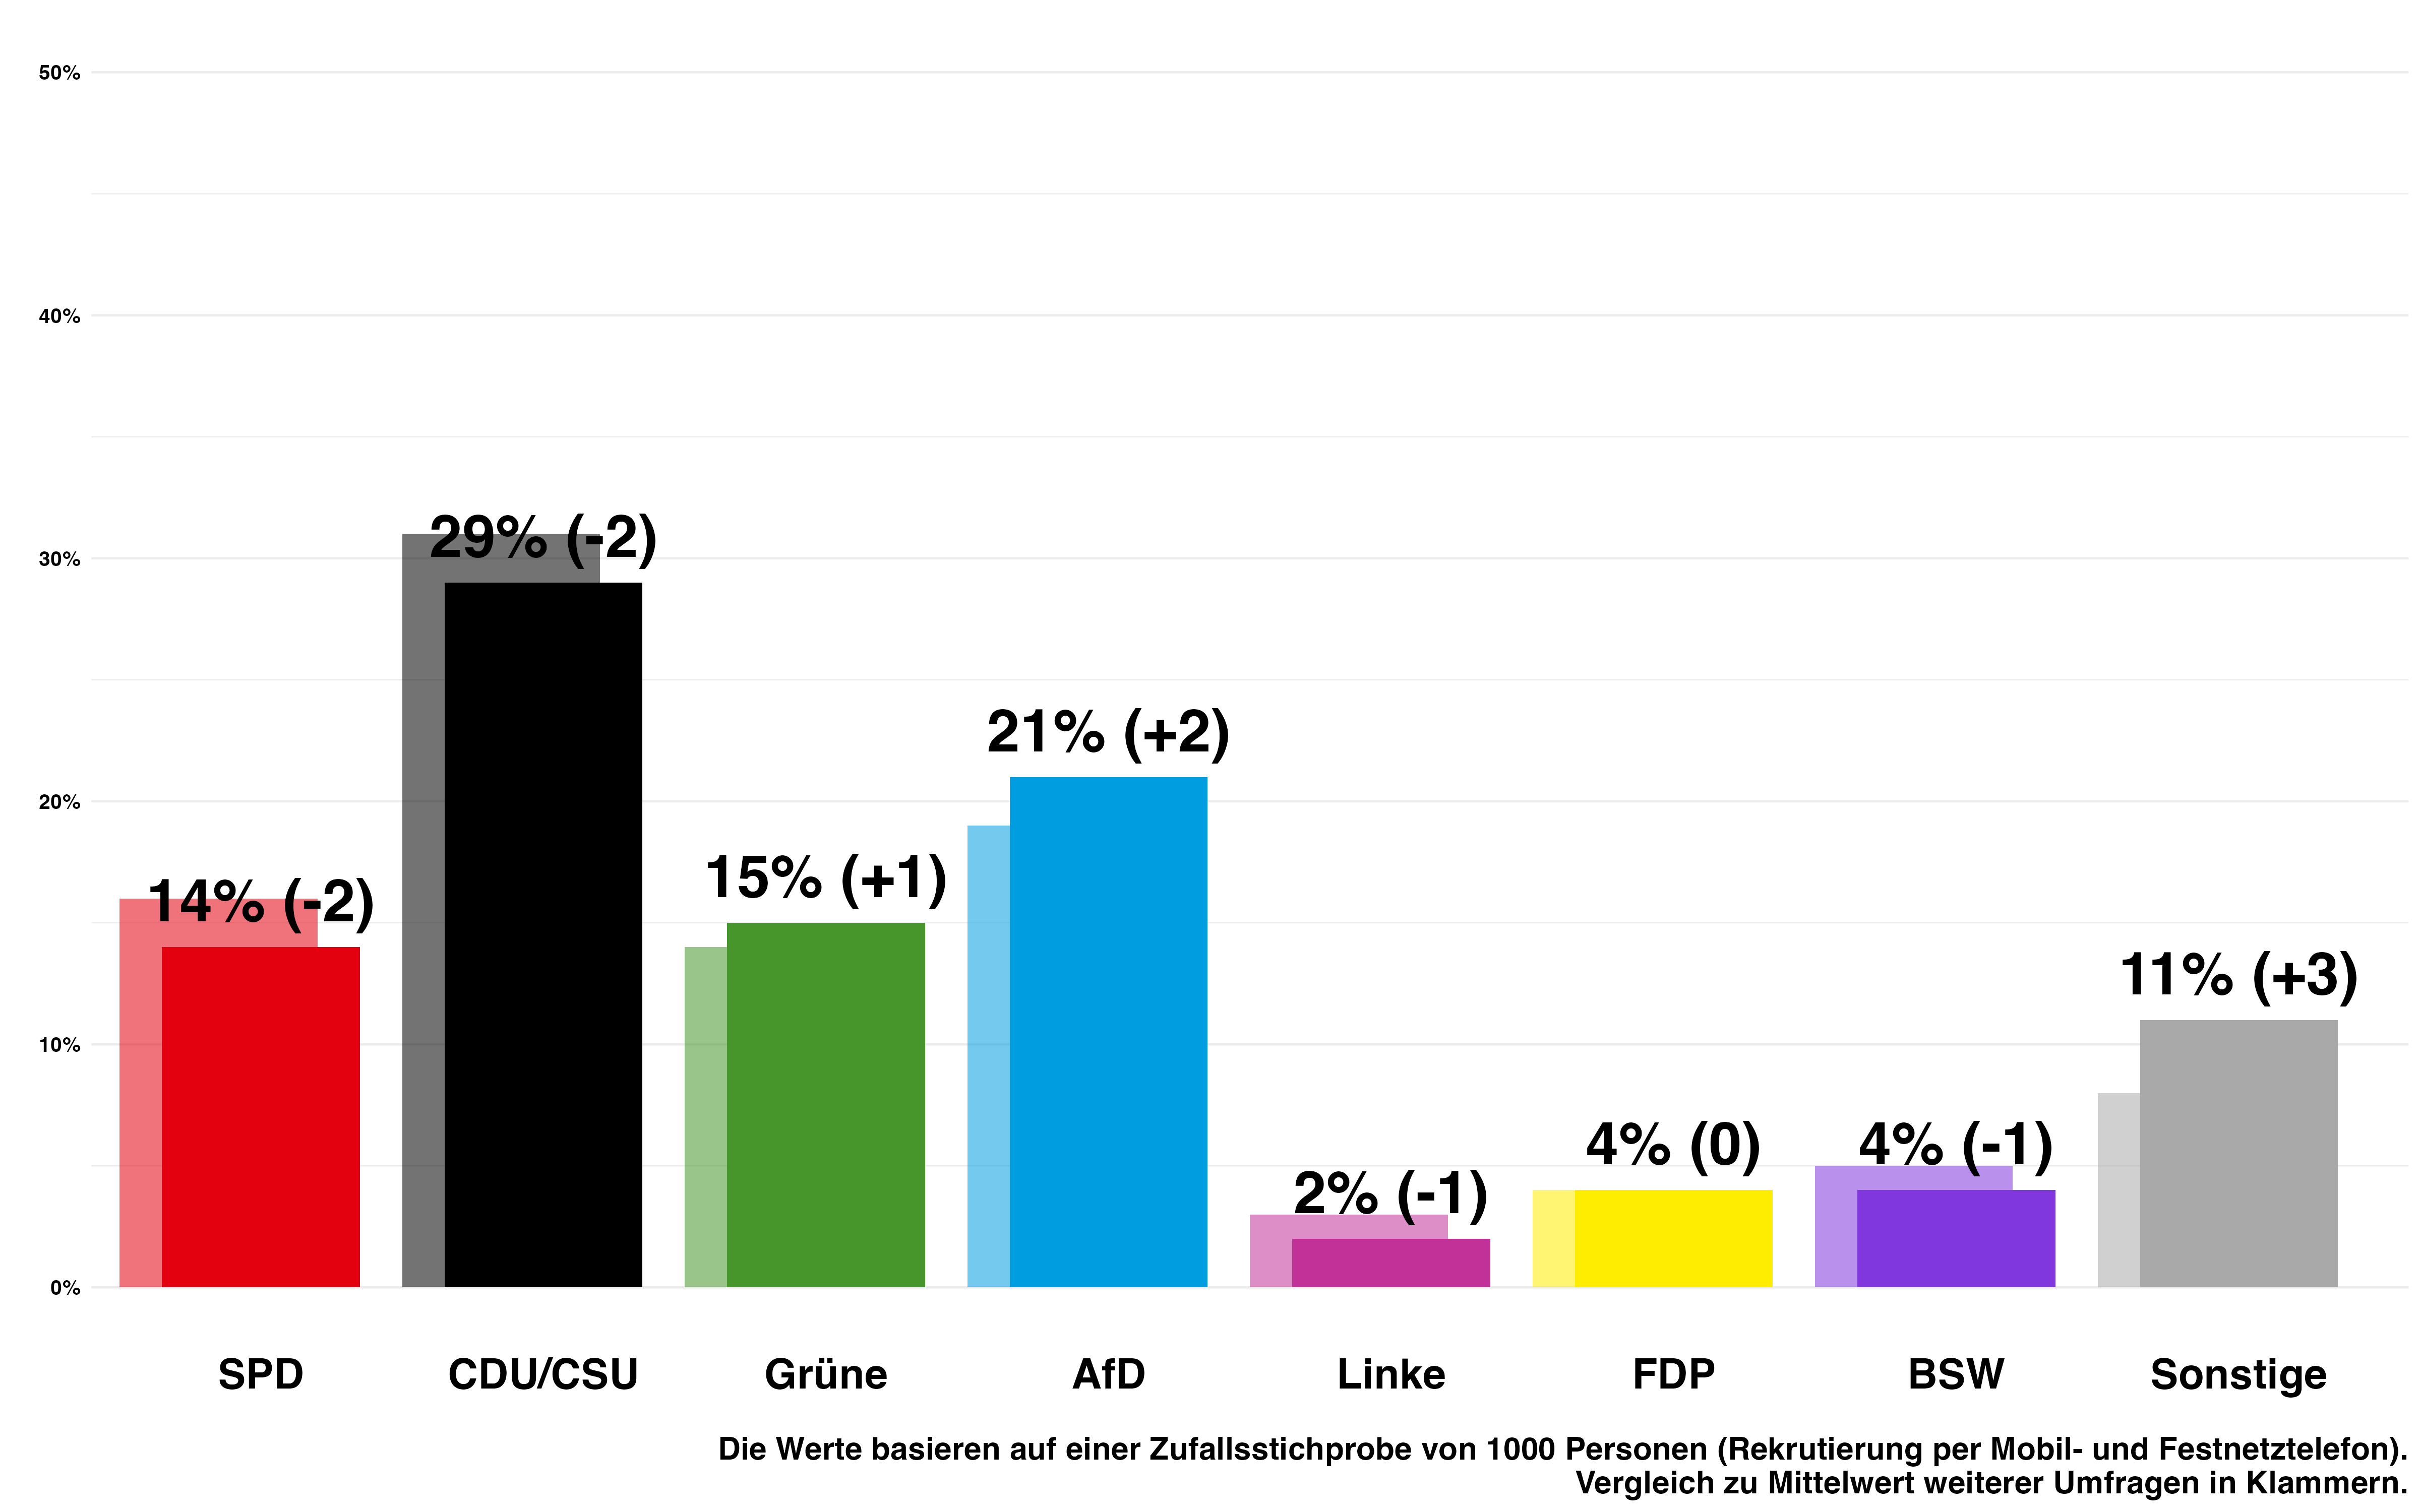 50%
40%
30%
20%
10%
0%
14% (-2)
29% (-2)
15% (+1)
21% (+2)
2% (-1)
4% (0)
4% (-1)
11% (+3)
SPD
CDU/CSU
Grüne
AfD
Linke
FDP
BSW
Sonstige
Die Werte basieren auf einer Zufallsstichprobe von 1000 Personen (Rekrutierung per Mobil- und Festnetztelefon).
Vergleich zu Mittelwert weiterer Umfragen in Klammern.